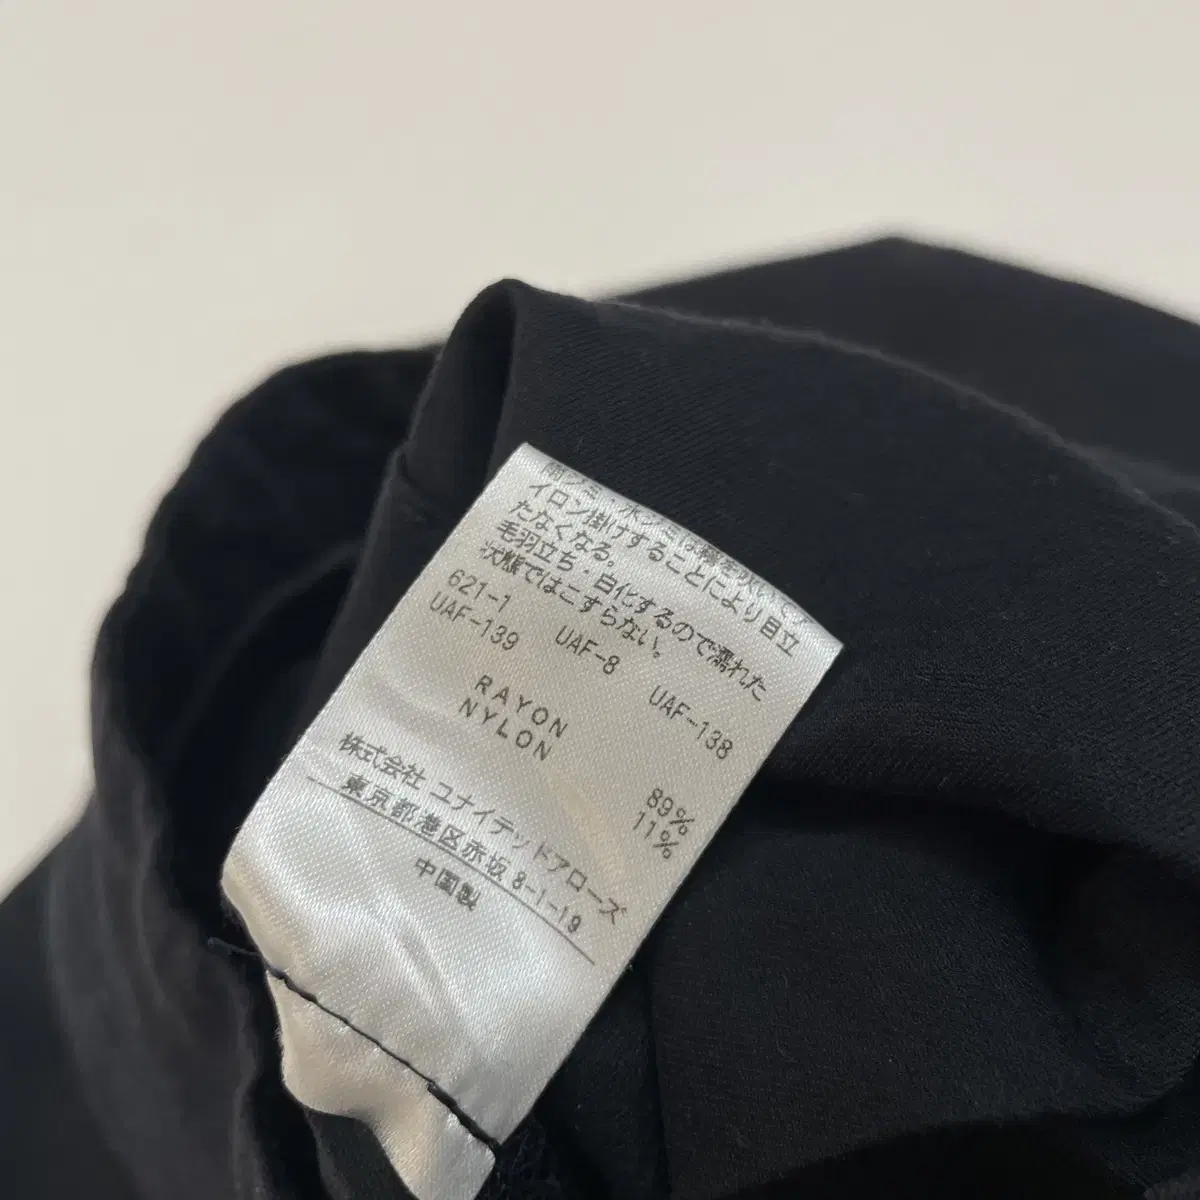 イロン掛けすることにより目立
たなくなる。
毛羽立ち・白化するので濡れた
状態ではこすらない。
621-1
UAF-139 UAF-8 UAF-138
RAYON 89%
NYLON 11%
株式会社 ユナイテッドアローズ
東京都港区赤坂8-1-19
中国製